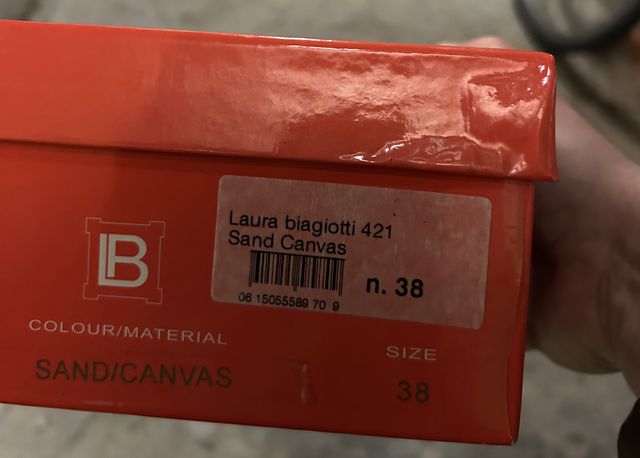 Laura biagiotti 421
Sand Canvas
n. 38
06 15055589 70 9
LB
COLOUR/MATERIAL
SAND/CANVAS
SIZE
38